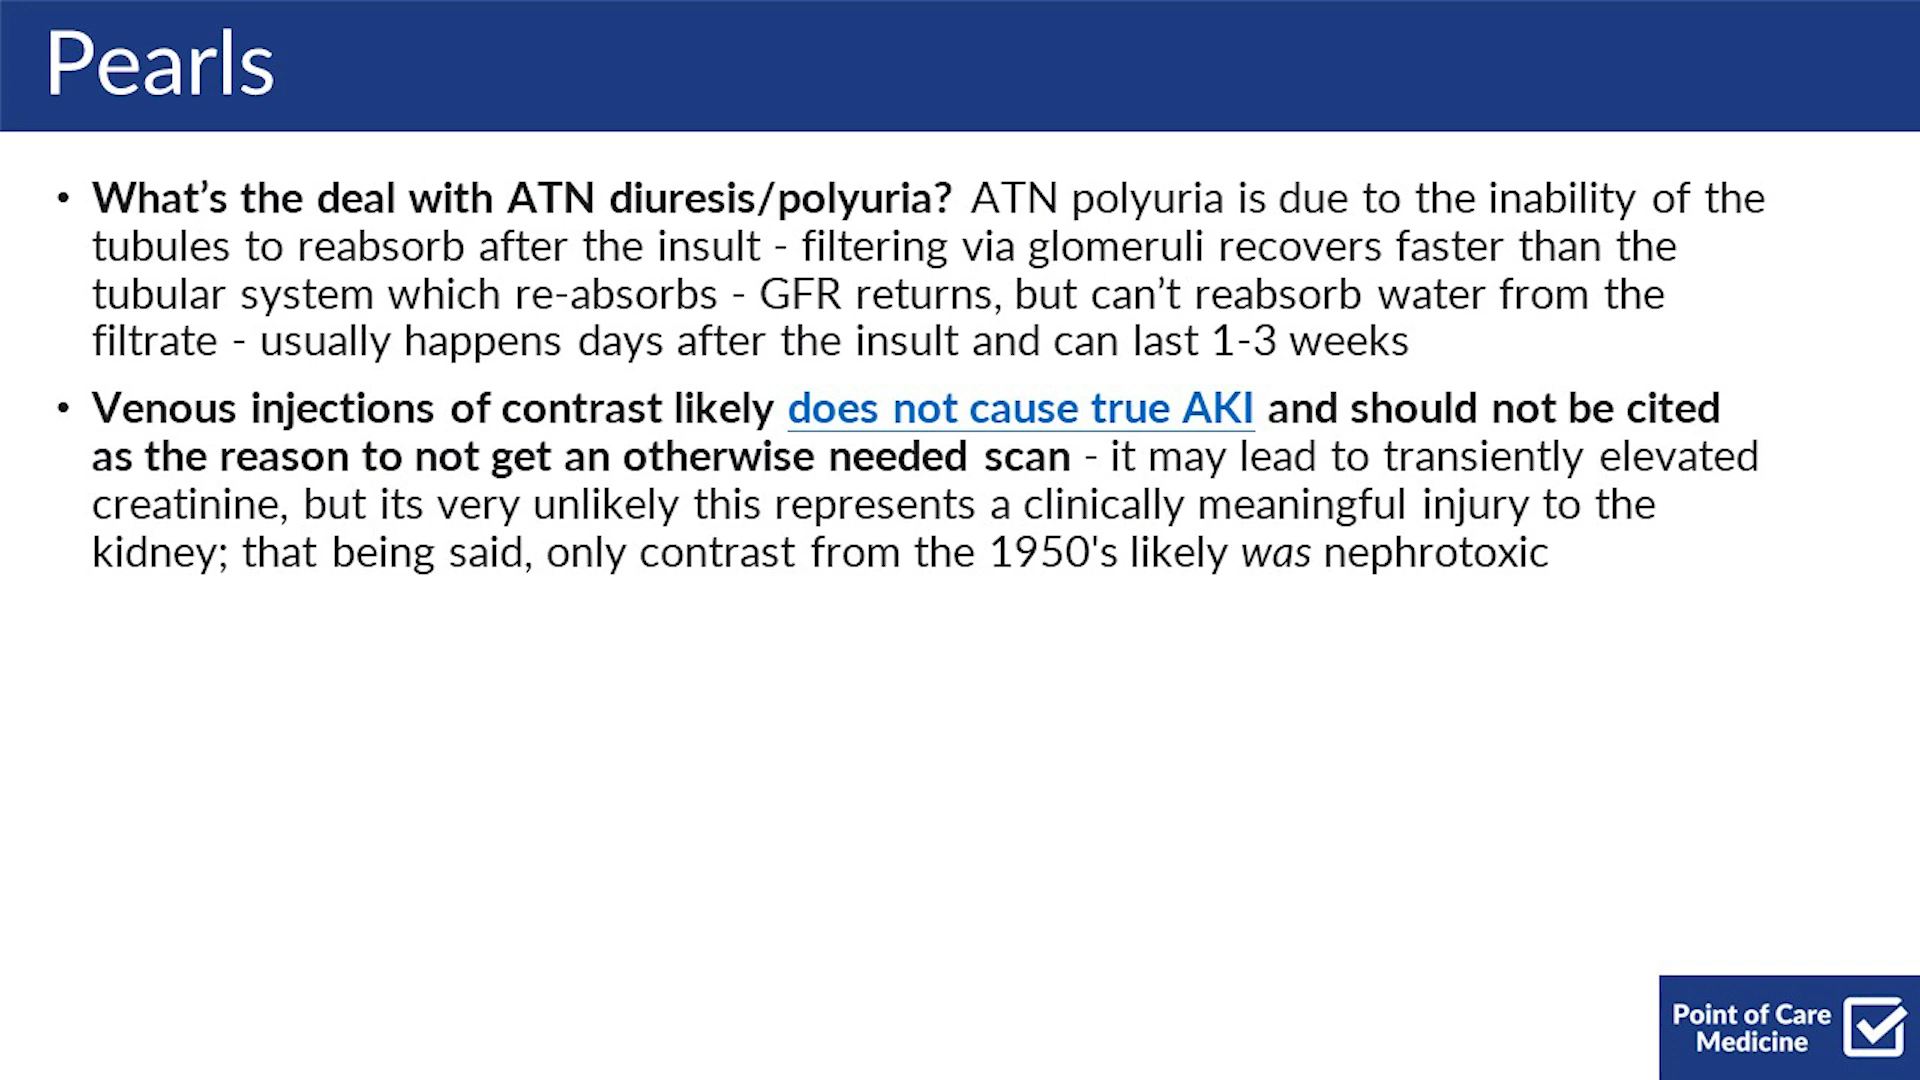 Pearls
• What’s the deal with ATN diuresis/polyuria? ATN polyuria is due to the inability of the
tubules to reabsorb after the insult - filtering via glomeruli recovers faster than the
tubular system which re-absorbs - GFR returns, but can’t reabsorb water from the
filtrate - usually happens days after the insult and can last 1-3 weeks
• Venous injections of contrast likely does not cause true AKI and should not be cited
as the reason to not get an otherwise needed scan - it may lead to transiently elevated
creatinine, but its very unlikely this represents a clinically meaningful injury to the
kidney; that being said, only contrast from the 1950's likely was nephrotoxic
Point of Care
Medicine